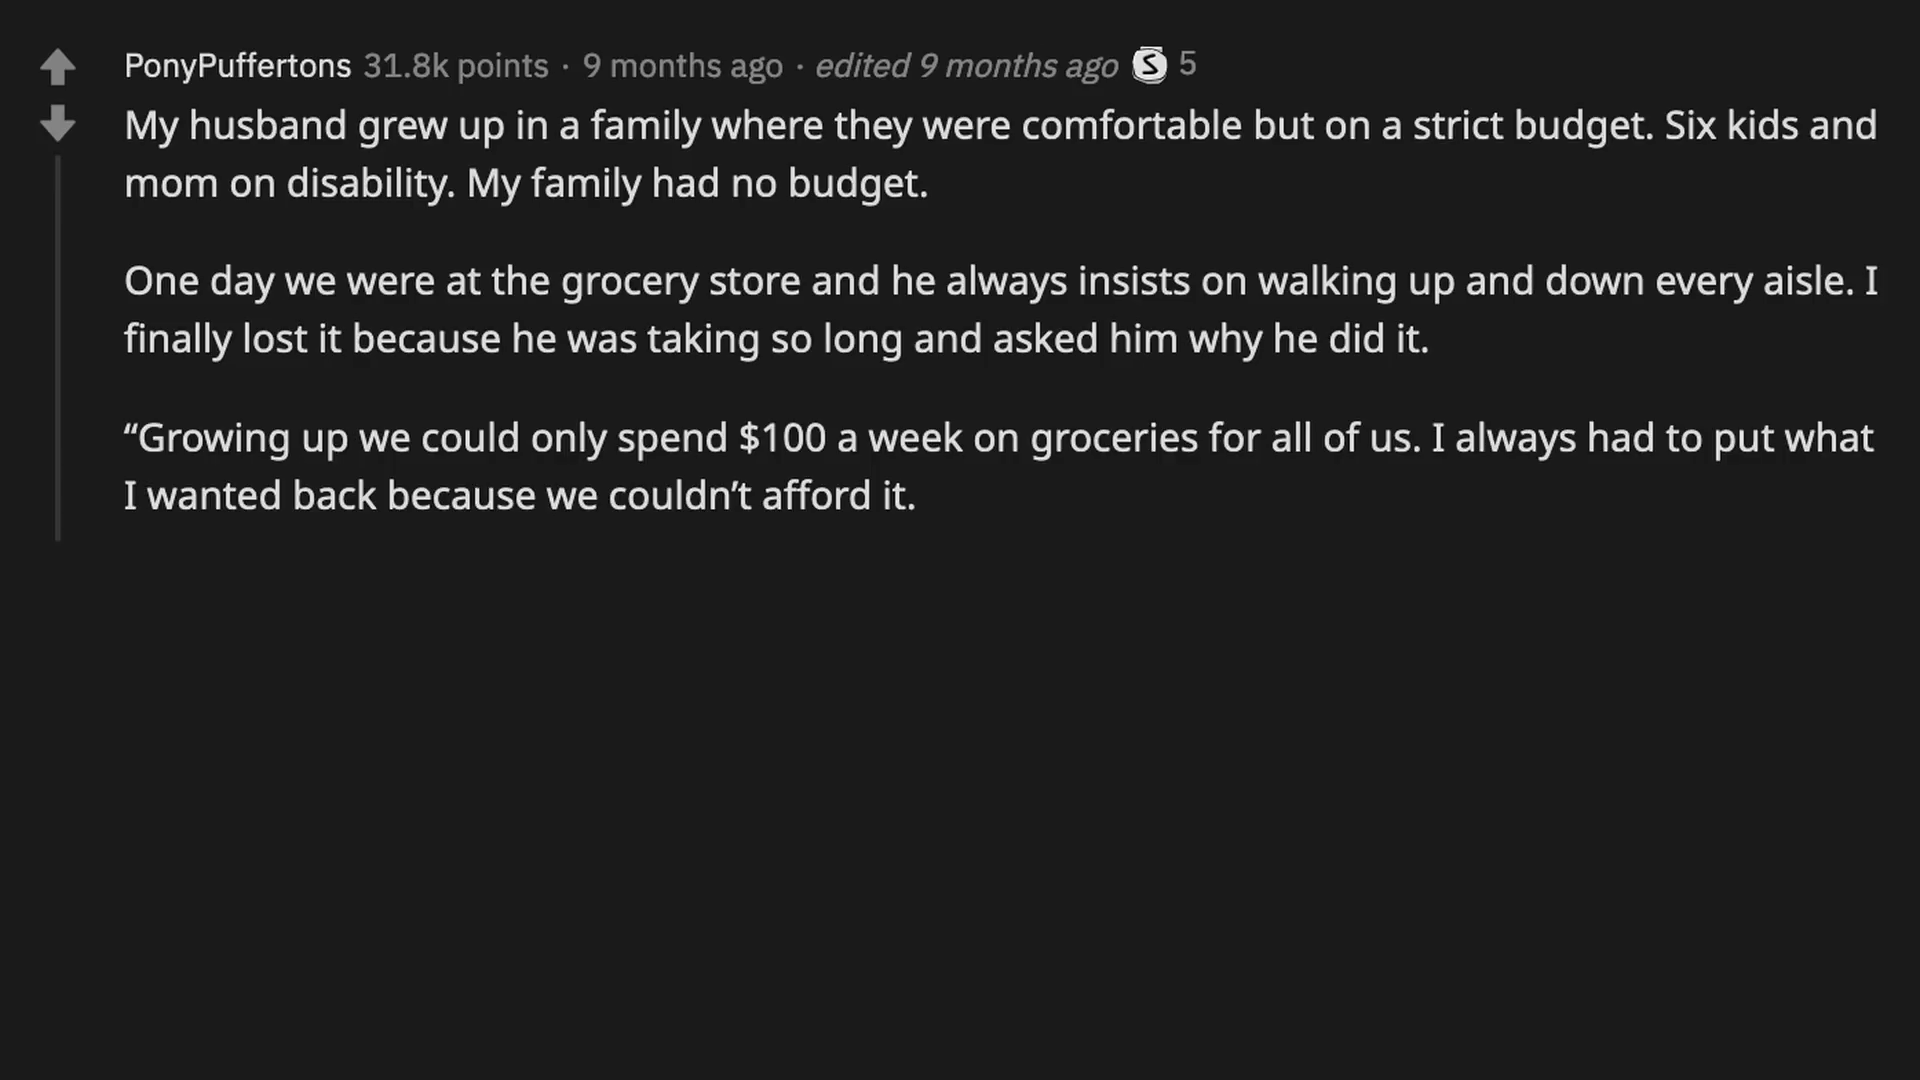 PonyPuffertons 31.8k points · 9 months ago · edited 9 months ago S 5
My husband grew up in a family where they were comfortable but on a strict budget. Six kids and
mom on disability. My family had no budget.
One day we were at the grocery store and he always insists on walking up and down every aisle. I
finally lost it because he was taking so long and asked him why he did it.
“Growing up we could only spend $100 a week on groceries for all of us. I always had to put what
I wanted back because we couldn’t afford it.